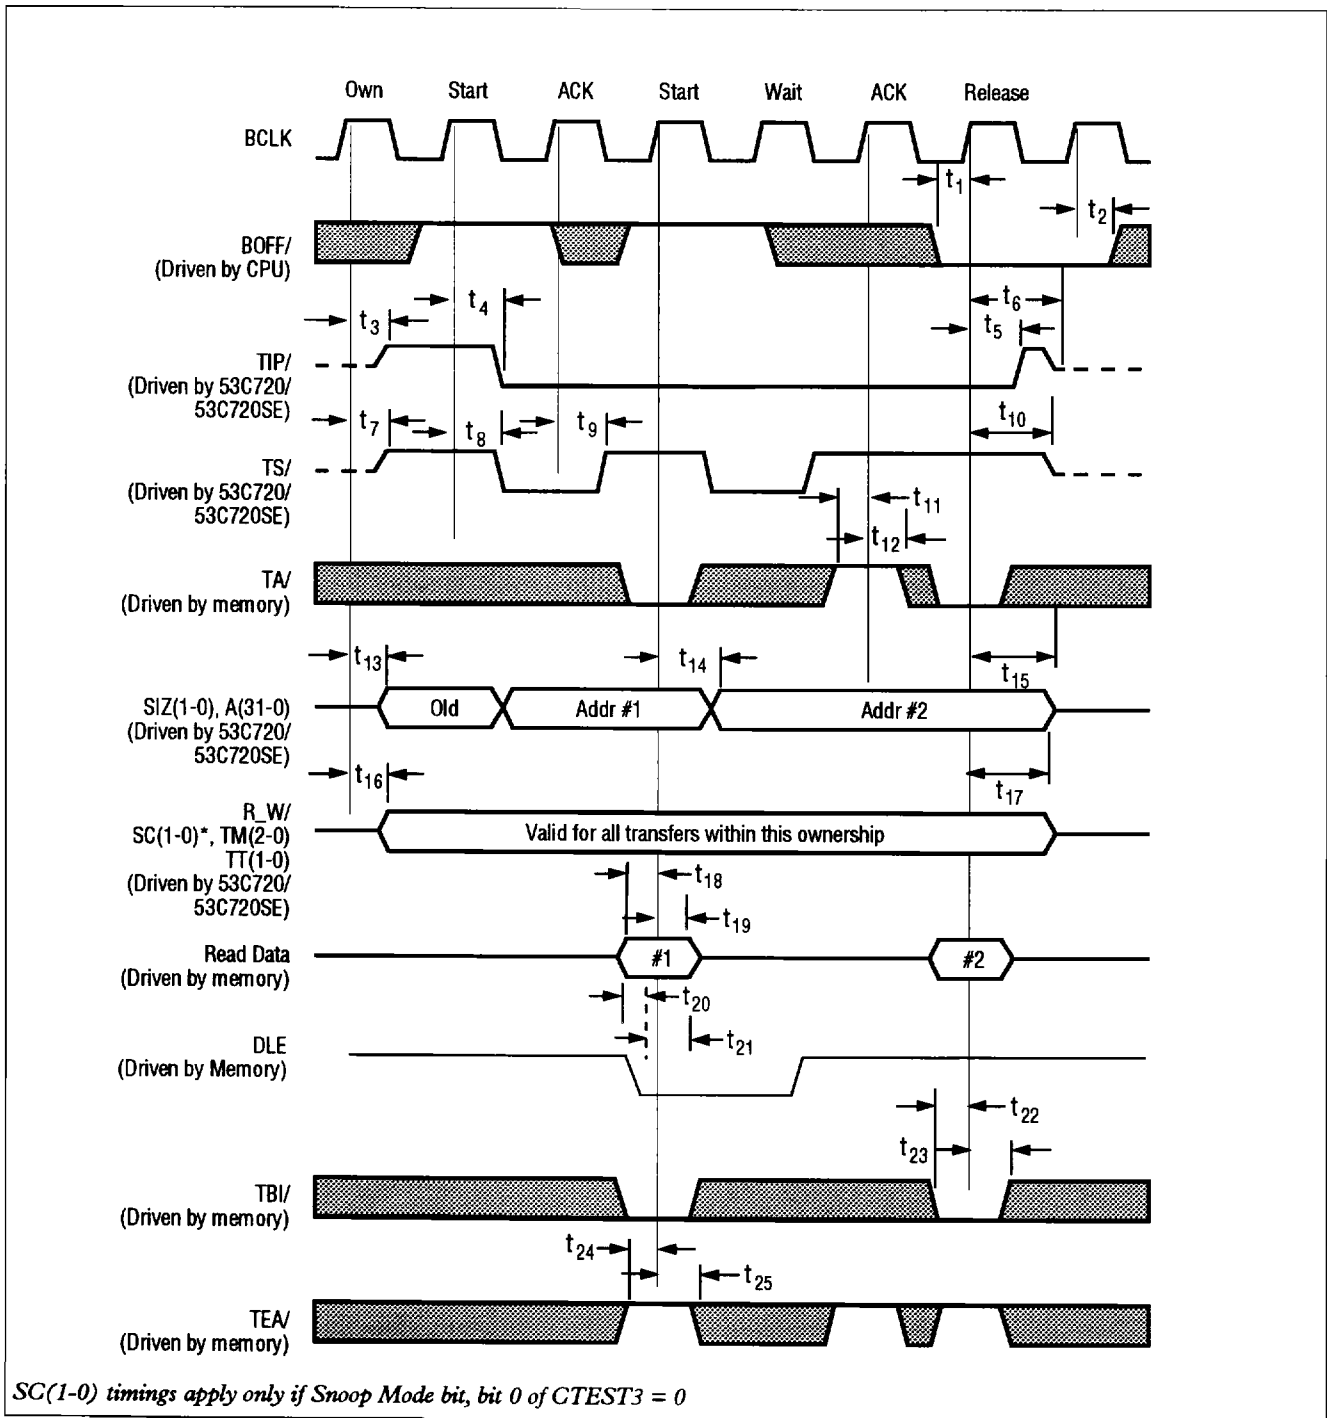 Own Start ACK Start Wait ACK Release
BCLK
t1
t2
BOFF/
(Driven by CPU)
t6
t4
t5
t3
TIP/
(Driven by 53C720/
53C720SE)
t10
t7
t8
t9
TS/
(Driven by 53C720/
53C720SE)
t11
t12
TA/
(Driven by memory)
t13
t14
t15
SIZ(1-0), A(31-0)
(Driven by 53C720/
53C720SE)
Old Addr #1 Addr #2
t16
t17
R_W/
SC(1-0)*, TM(2-0)
TT(1-0)
(Driven by 53C720/
53C720SE)
Valid for all transfers within this ownership
t18
t19
Read Data
(Driven by memory)
#1 #2
t20
t21
DLE
(Driven by Memory)
t22
t23
TBI/
(Driven by memory)
t24
t25
TEA/
(Driven by memory)
SC(1-0) timings apply only if Snoop Mode bit, bit 0 of CTEST3 = 0